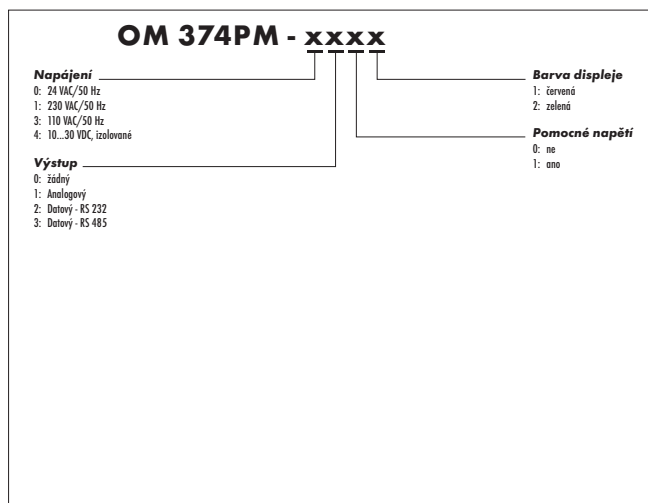 OM 374PM - xxxx
Napájení
0: 24 VAC/50 Hz
1: 230 VAC/50 Hz
3: 110 VAC/50 Hz
4: 10...30 VDC, izolované
Výstup
0: žádný
1: Analogový
2: Datový - RS 232
3: Datový - RS 485
Barva displeje
1: červená
2: zelená
Pomocné napětí
0: ne
1: ano